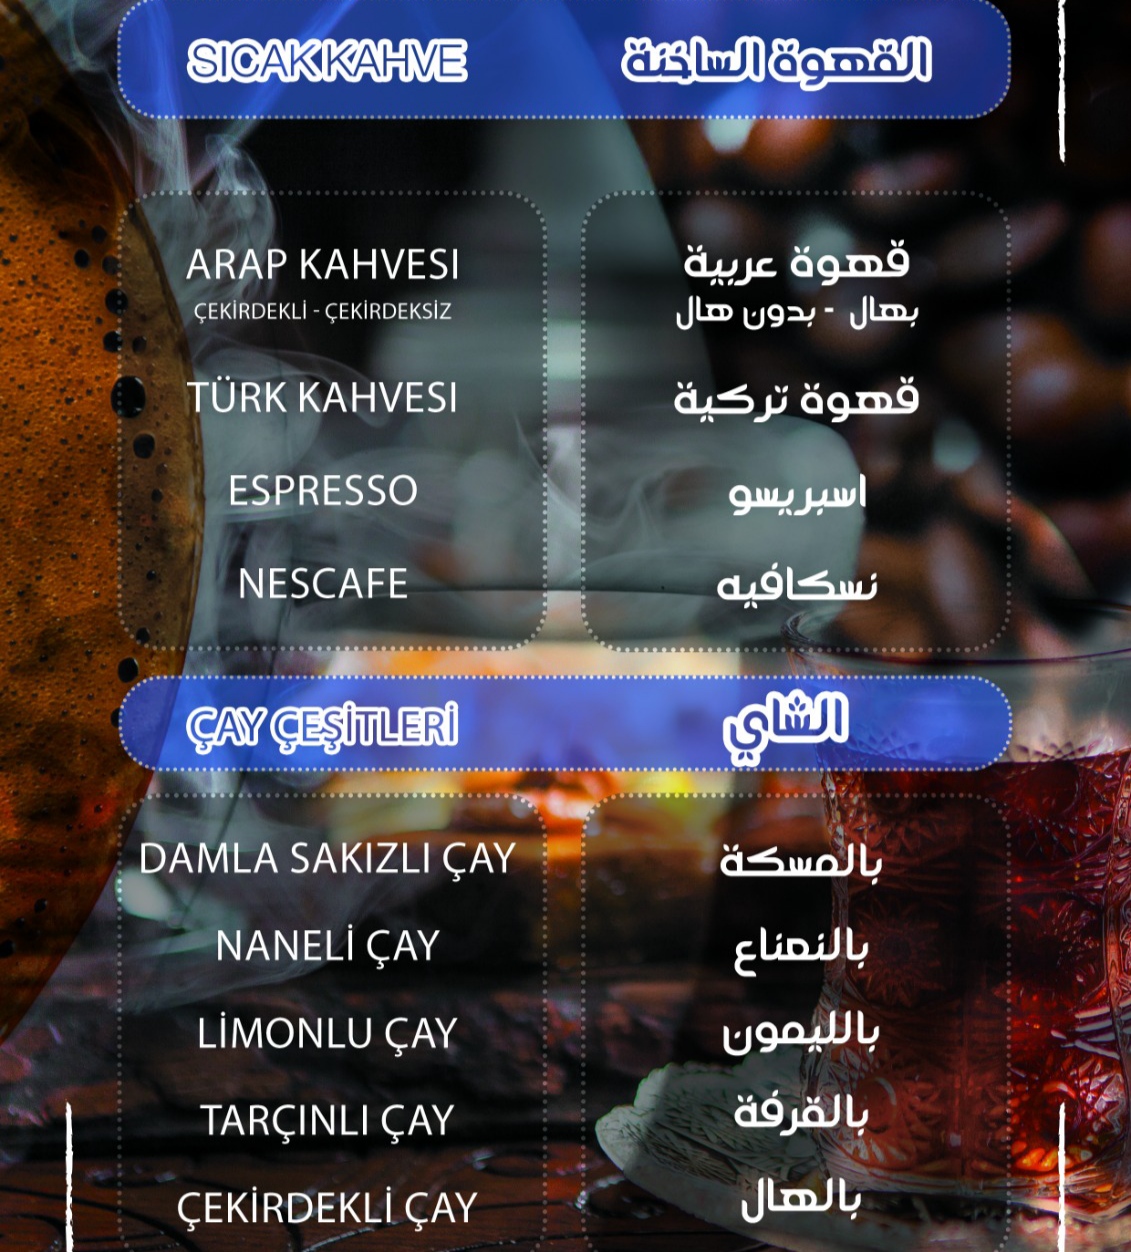 SICAK KAHVE
القهوة الساخنة
ARAP KAHVESI
ÇEKİRDEKLİ - ÇEKİRDEKSİZ
TÜRK KAHVESI
ESPRESSO
NESCAFE
قهوة عربية
بهال - بدون هال
قهوة تركية
اسبريسو
نسكافيه
ÇAY ÇEŞİTLERİ
الشاي
DAMLA SAKIZLI ÇAY
NANELİ ÇAY
LİMONLU ÇAY
TARÇINLI ÇAY
ÇEKİRDEKLİ ÇAY
بالمسكة
بالنعناع
بالليمون
بالقرفة
بالهال